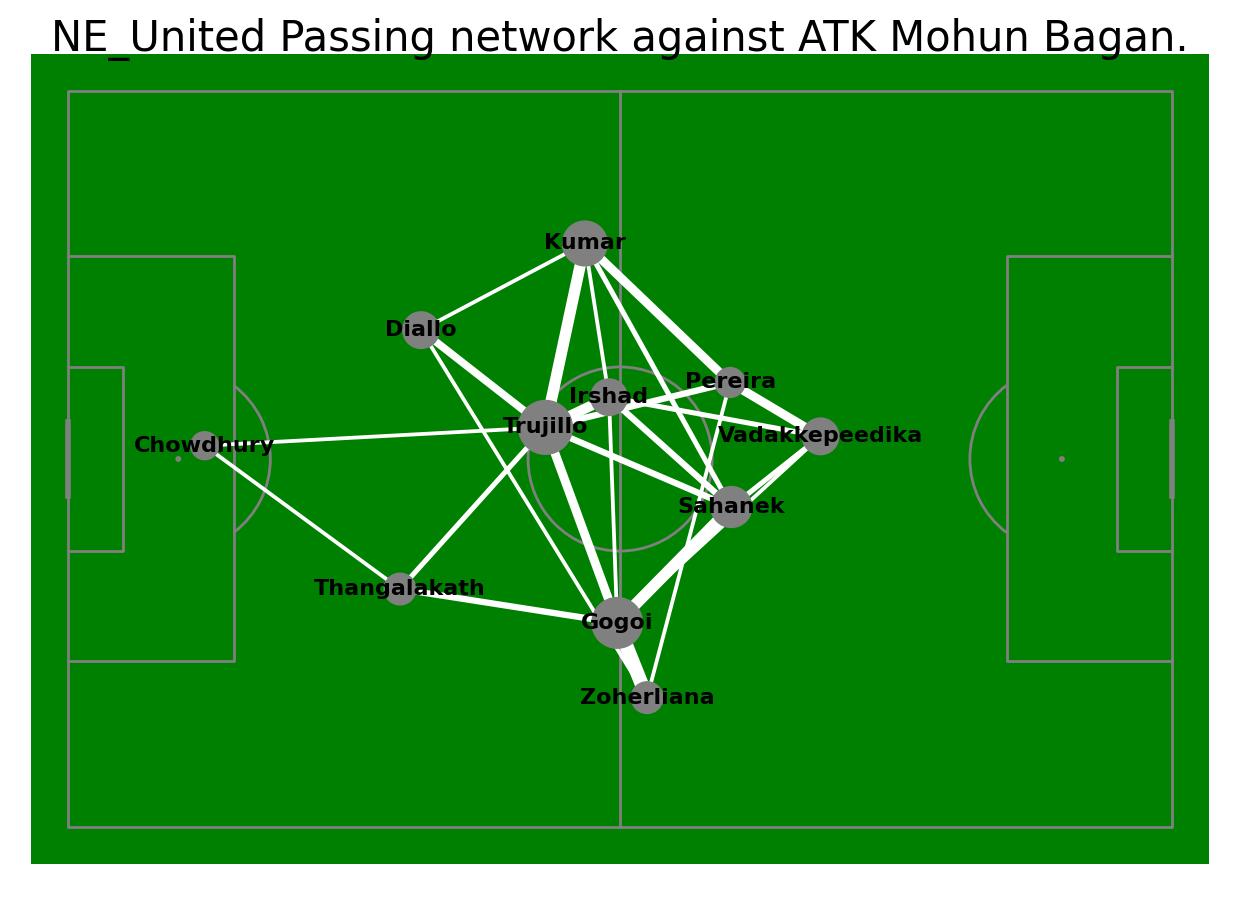 NE_United Passing network against ATK Mohun Bagan.
Kumar
Diallo
Pereira
Irshad
Trujillo
Vadakkepeedika
Chowdhury
Sahanek
Thangalakath
Gogoi
Zoherliana